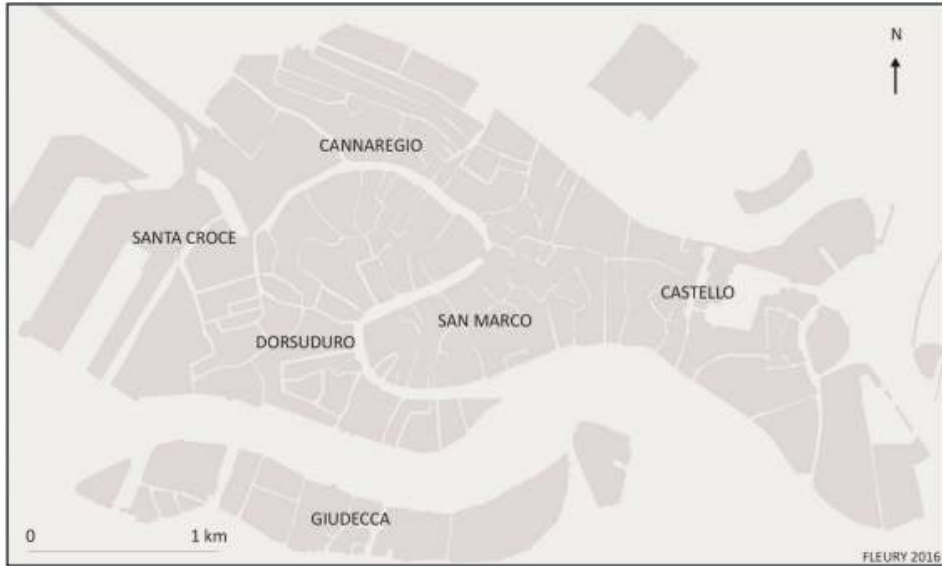 N
CANNAREGIO
SANTA CROCE
CASTELLO
SAN MARCO
DORSUDURO
GIUDECCA
0 1 km
FLEURY 2016